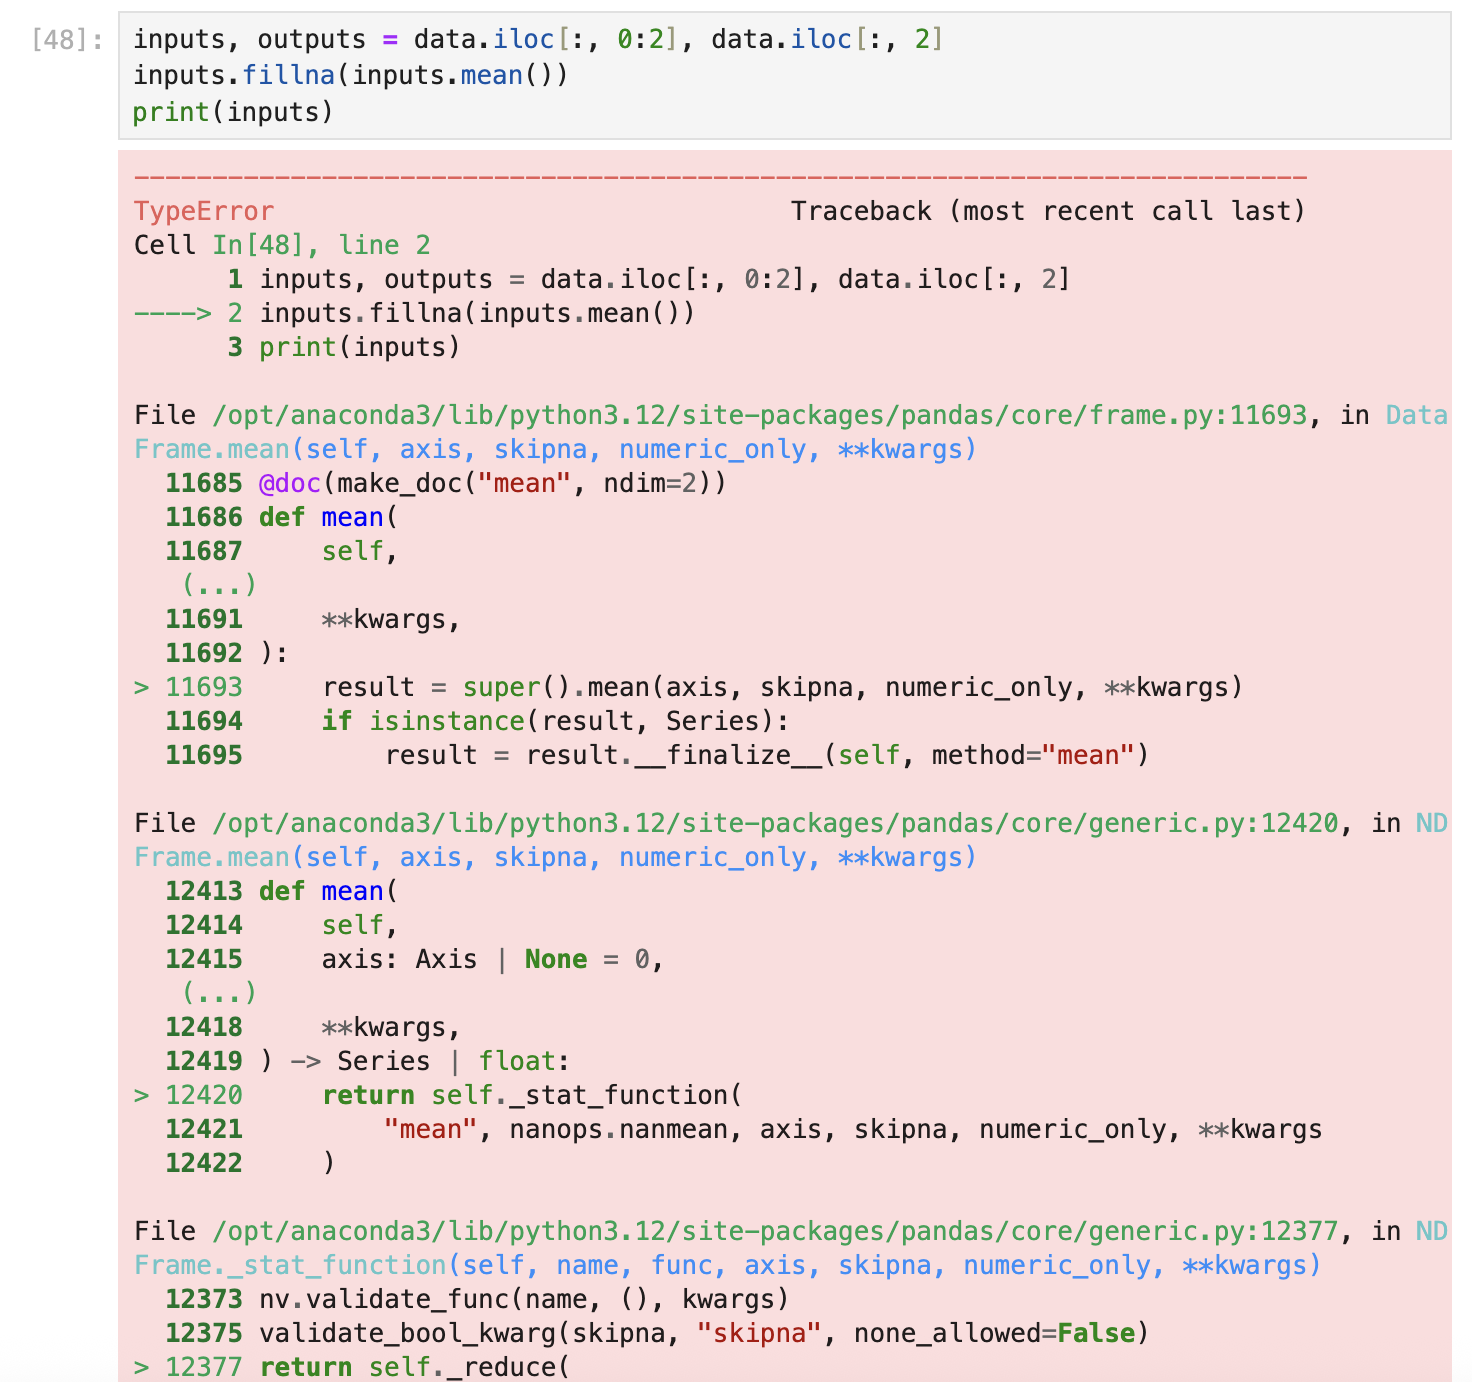 [48]: inputs, outputs = data.iloc[:, 0:2], data.iloc[:, 2]
inputs.fillna(inputs.mean())
print(inputs)
---------------------------------------------------------------------------
TypeError                                 Traceback (most recent call last)
Cell In[48], line 2
      1 inputs, outputs = data.iloc[:, 0:2], data.iloc[:, 2]
----> 2 inputs.fillna(inputs.mean())
      3 print(inputs)

File /opt/anaconda3/lib/python3.12/site-packages/pandas/core/frame.py:11693, in Data
Frame.mean(self, axis, skipna, numeric_only, **kwargs)
  11685 @doc(make_doc("mean", ndim=2))
  11686 def mean(
  11687     self,
   (...)
  11691     **kwargs,
  11692 ):
> 11693     result = super().mean(axis, skipna, numeric_only, **kwargs)
  11694     if isinstance(result, Series):
  11695         result = result.__finalize__(self, method="mean")

File /opt/anaconda3/lib/python3.12/site-packages/pandas/core/generic.py:12420, in ND
Frame.mean(self, axis, skipna, numeric_only, **kwargs)
  12413 def mean(
  12414     self,
  12415     axis: Axis | None = 0,
   (...)
  12418     **kwargs,
  12419 ) -> Series | float:
> 12420     return self._stat_function(
  12421         "mean", nanops.nanmean, axis, skipna, numeric_only, **kwargs
  12422     )

File /opt/anaconda3/lib/python3.12/site-packages/pandas/core/generic.py:12377, in ND
Frame._stat_function(self, name, func, axis, skipna, numeric_only, **kwargs)
  12373 nv.validate_func(name, (), kwargs)
  12375 validate_bool_kwarg(skipna, "skipna", none_allowed=False)
> 12377 return self._reduce(